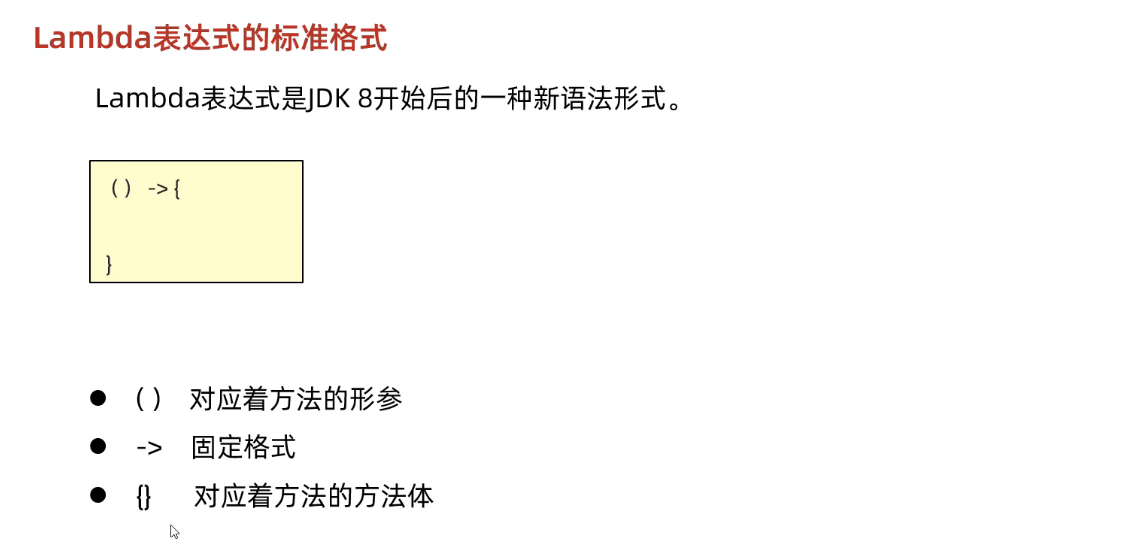 Lambda表达式的标准格式
Lambda表达式是JDK 8开始后的一种新语法形式。
() ->{
}
● () 对应着方法的形参
● -> 固定格式
● {} 对应着方法的方法体